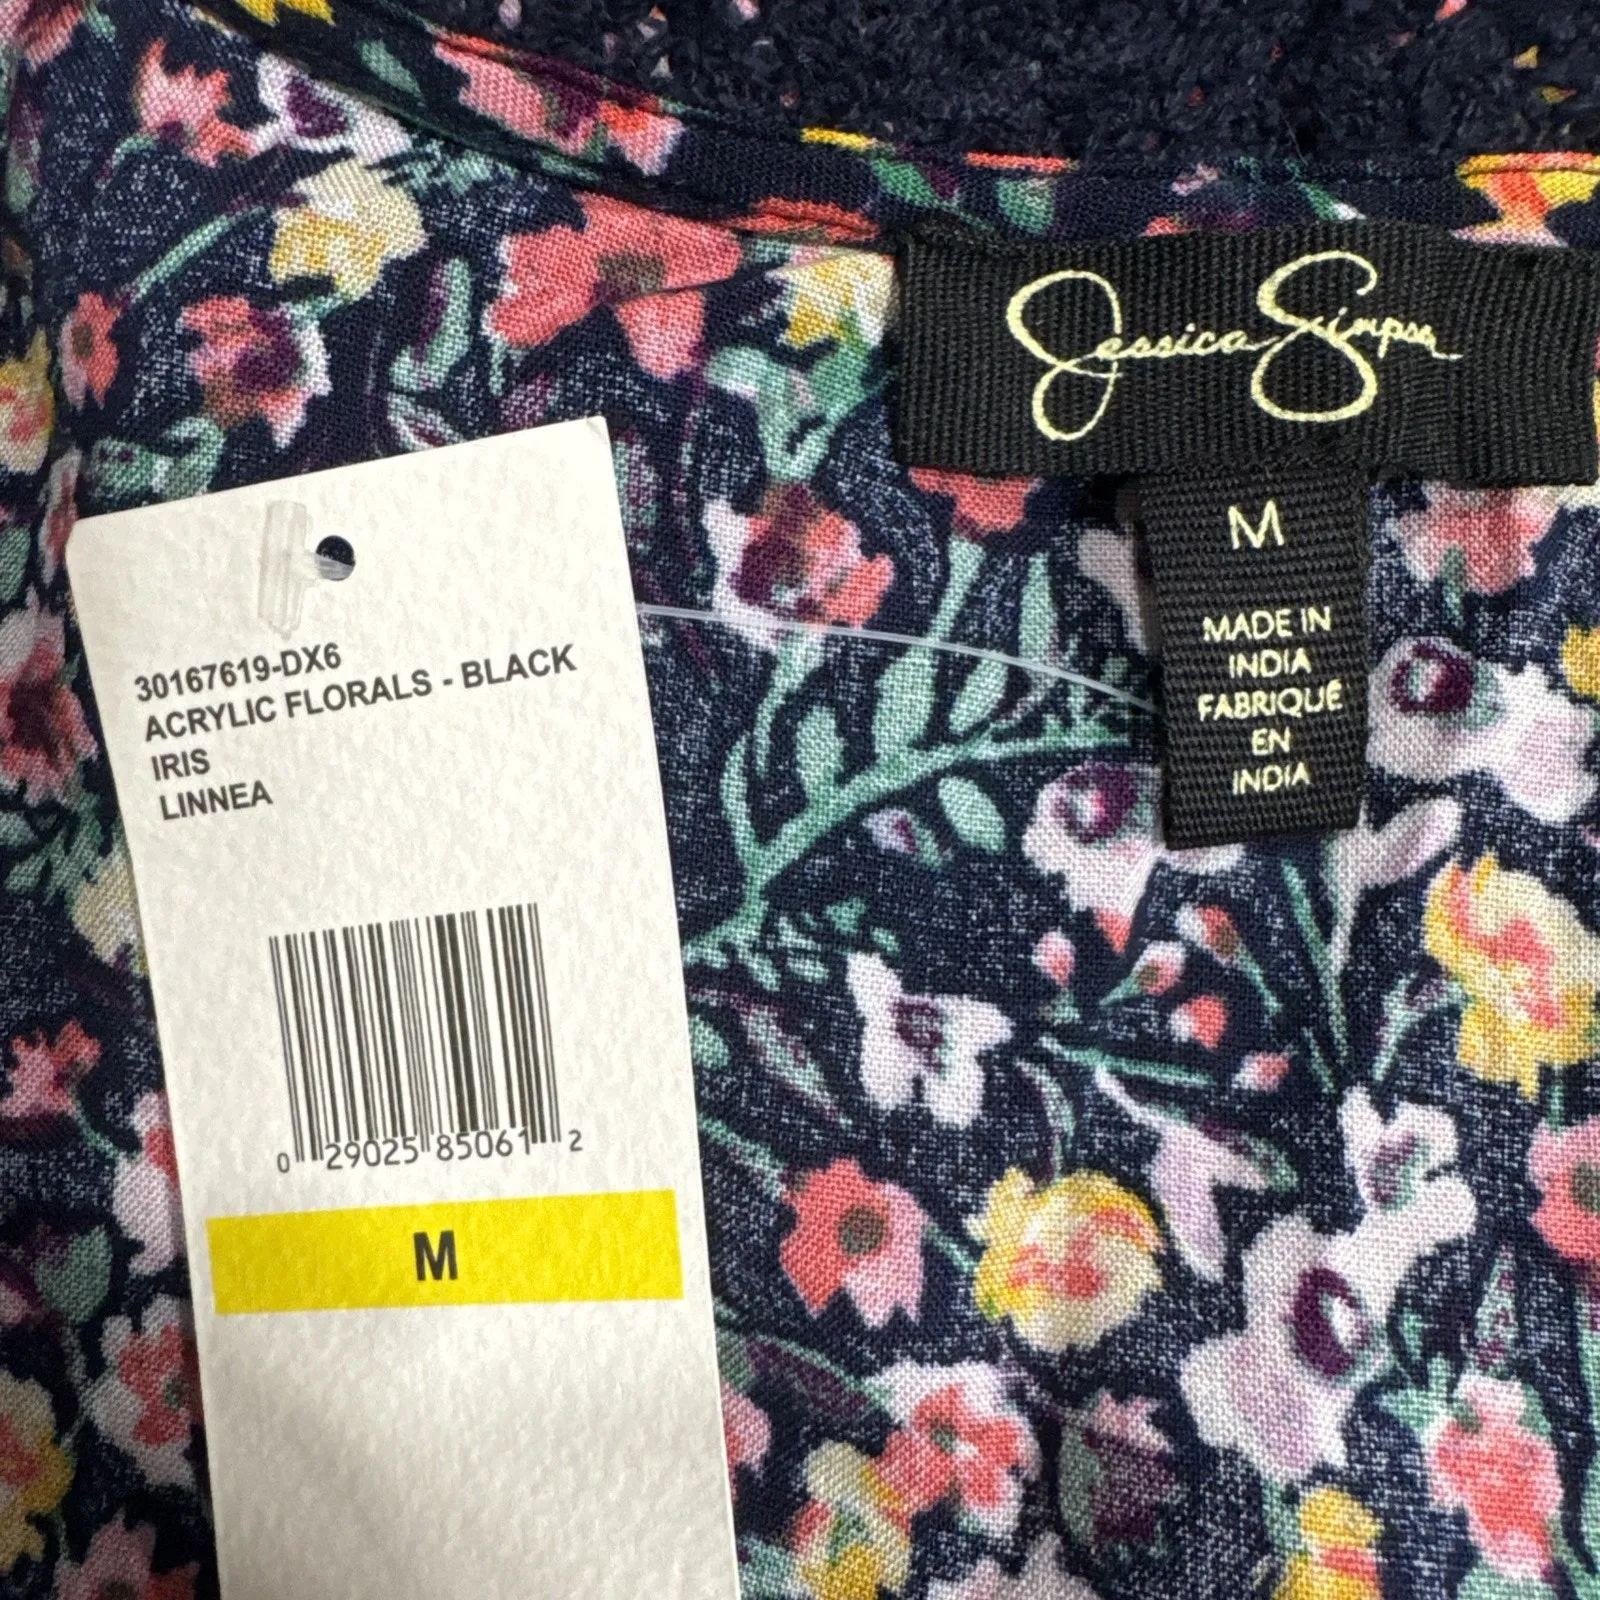 Jessica Simpson
M
MADE IN
INDIA
FABRIQUÉ
EN
INDIA
30167619-DX6
ACRYLIC FLORALS - BLACK
IRIS
LINNEA
0 29025 85061 2
M